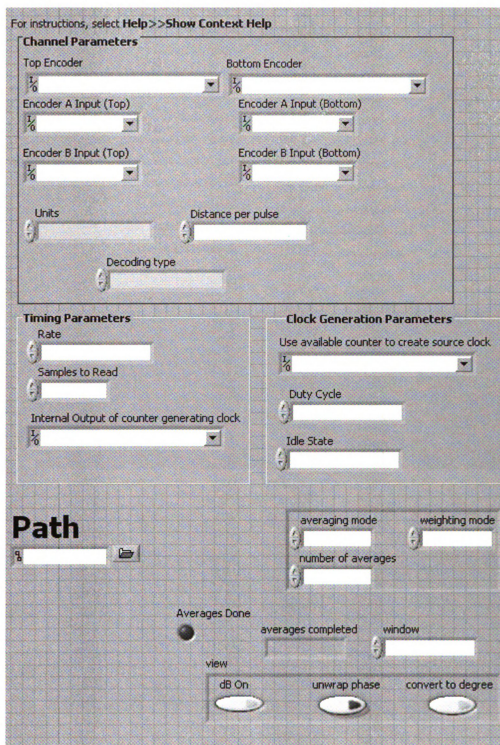 For instructions, select Help>>Show Context Help
Channel Parameters
Top Encoder
Bottom Encoder
Encoder A Input (Top)
Encoder A Input (Bottom)
Encoder B Input (Top)
Encoder B Input (Bottom)
Units
Distance per pulse
Decoding type
Timing Parameters
Rate
Samples to Read
Internal Output of counter generating clock
Clock Generation Parameters
Use available counter to create source clock
Duty Cycle
Idle State
Path
averaging mode
weighting mode
number of averages
Averages Done
averages completed
window
view
dB On
unwrap phase
convert to degree